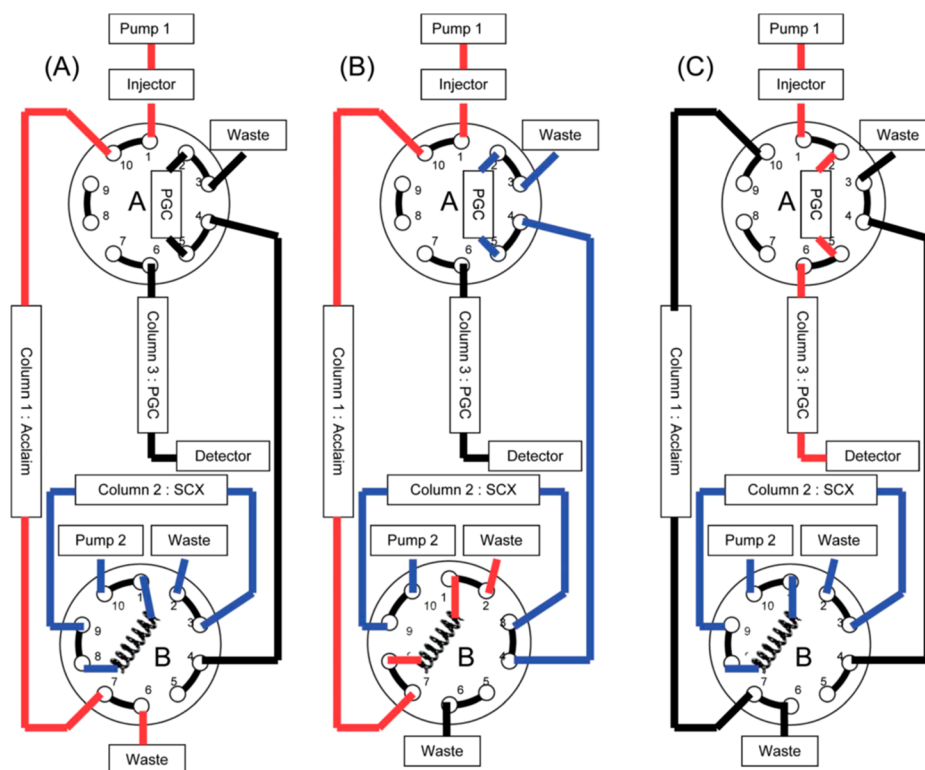 Pump 1
Pump 1
Pump 1
(A)
(B)
(C)
Injector
Injector
Injector
Waste
Waste
Waste
10
1
2
3
4
5
6
7
8
9
A
PGC
10
1
2
3
4
5
6
7
8
9
A
PGC
10
1
2
3
4
5
6
7
8
9
A
PGC
Column 1 : Acclaim
Column 3 : PGC
Column 1 : Acclaim
Column 3 : PGC
Column 1 : Acclaim
Column 3 : PGC
Detector
Detector
Detector
Column 2 : SCX
Column 2 : SCX
Column 2 : SCX
Pump 2
Waste
Pump 2
Waste
Pump 2
Waste
10
1
2
3
4
5
6
7
8
9
B
10
1
2
3
4
5
6
7
9
B
10
2
3
4
5
6
7
9
B
Waste
Waste
Waste